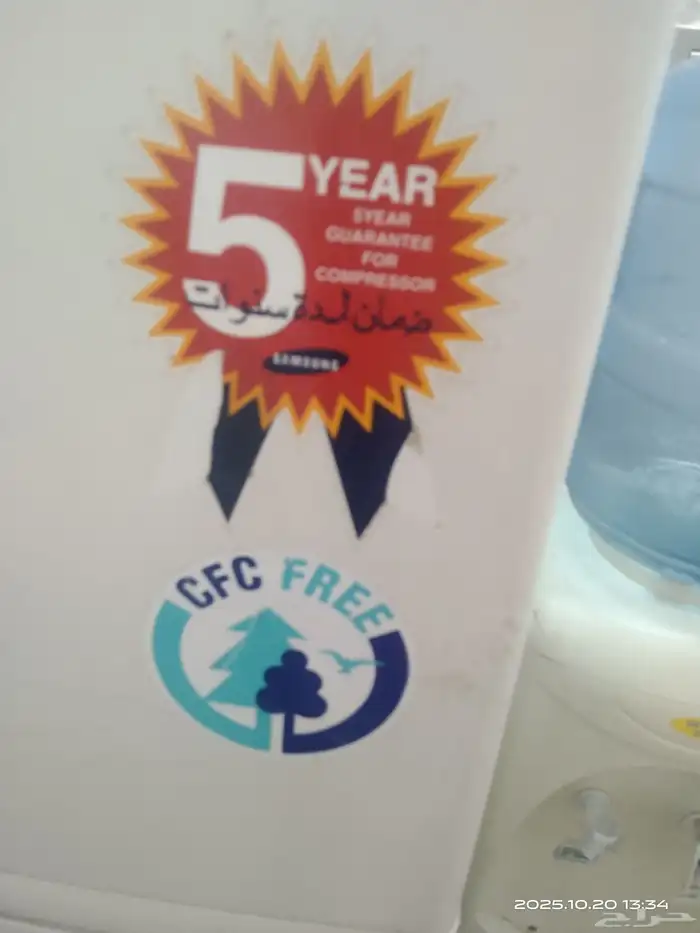 5 YEAR
5YEAR
GUARANTEE
FOR
COMPRESSOR
ضمان لمدة سنوات
SAMSUNG
CFC FREE
2025.10.20 13:34
حراج